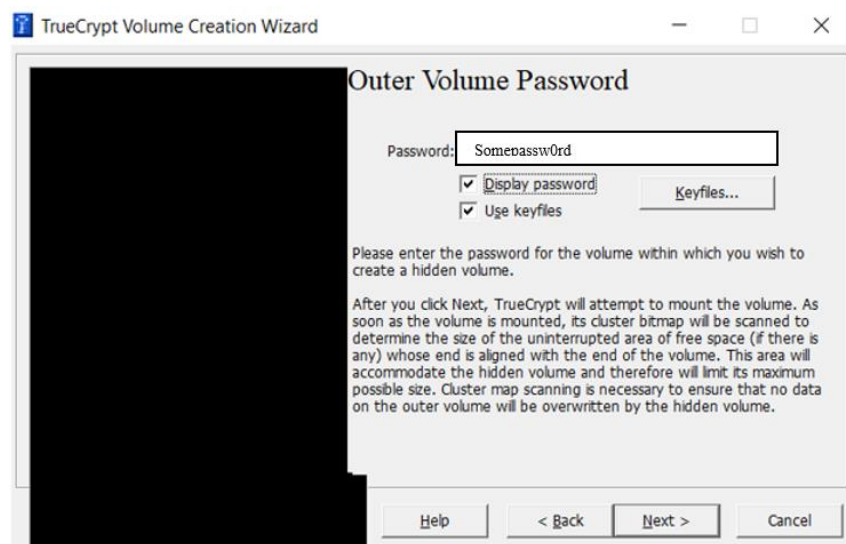 TrueCrypt Volume Creation Wizard
Outer Volume Password
Password: Somepassw0rd
Display password
Keyfiles...
Use keyfiles
Please enter the password for the volume within which you wish to
create a hidden volume.
After you click Next, TrueCrypt will attempt to mount the volume. As
soon as the volume is mounted, its cluster bitmap will be scanned to
determine the size of the uninterrupted area of free space (if there is
any) whose end is aligned with the end of the volume. This area will
accommodate the hidden volume and therefore will limit its maximum
possible size. Cluster map scanning is necessary to ensure that no data
on the outer volume will be overwritten by the hidden volume.
Help < Back Next > Cancel